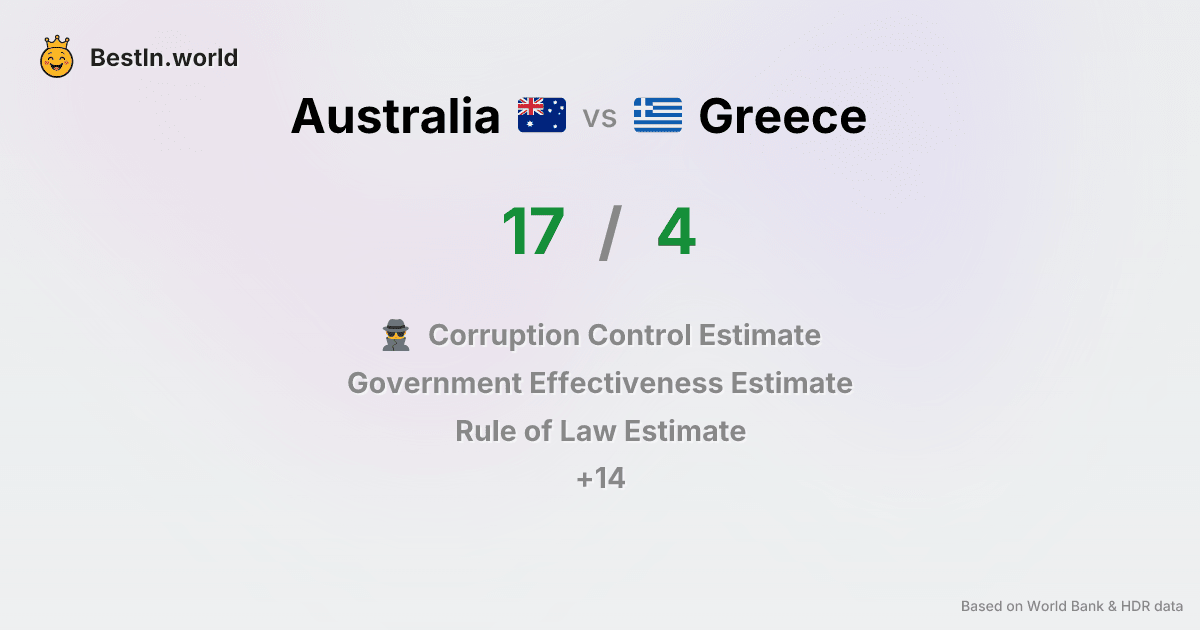 BestIn.world
Australia vs Greece
17 / 4
Corruption Control Estimate
Government Effectiveness Estimate
Rule of Law Estimate
+14
Based on World Bank & HDR data